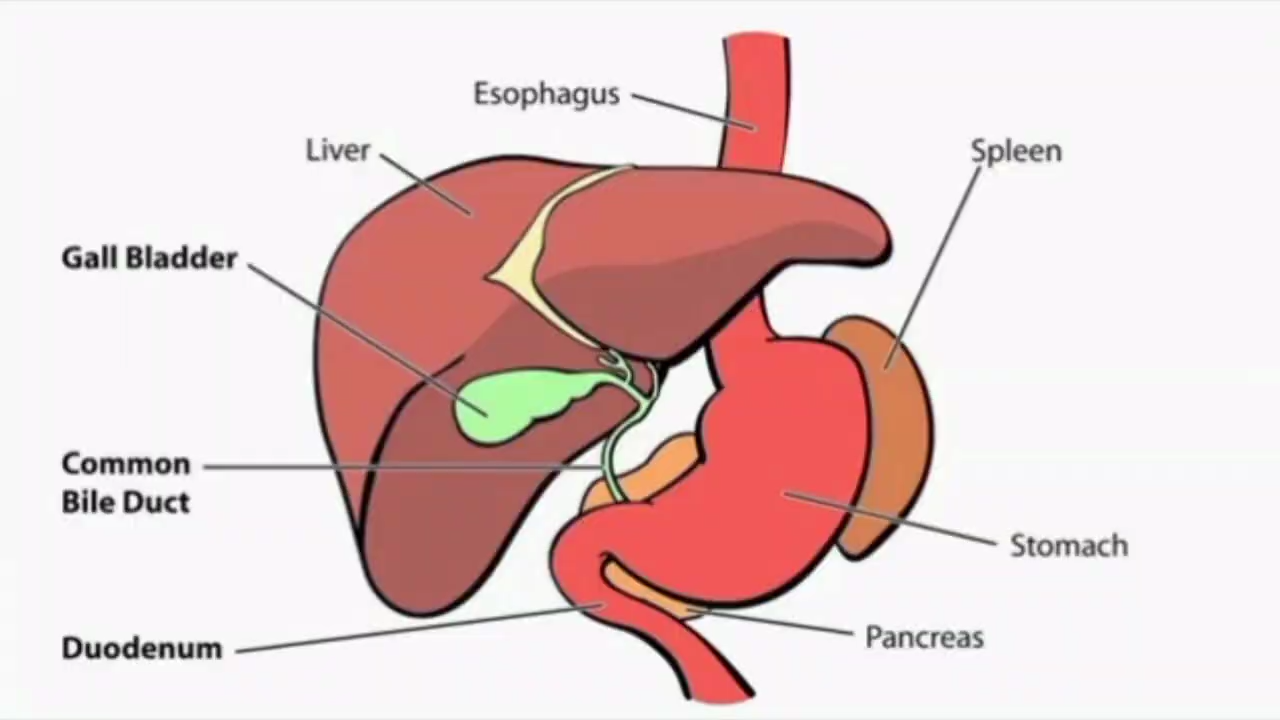 Esophagus
Liver
Spleen
Gall Bladder
Common
Bile Duct
Stomach
Pancreas
Duodenum